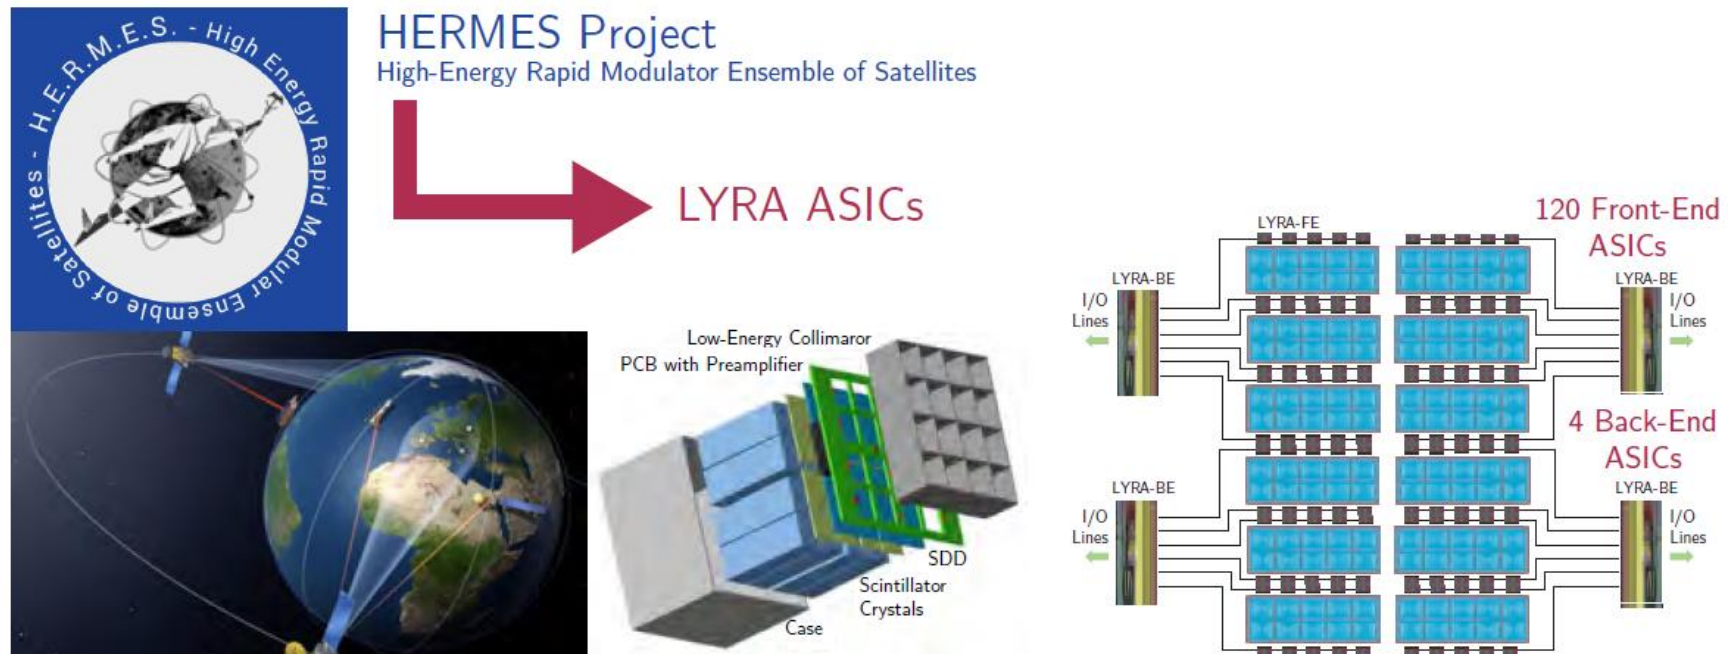 H.E.R.M.E.S. - High Energy Rapid Modular Ensemble of Satellites -
HERMES Project
High-Energy Rapid Modulator Ensemble of Satellites
LYRA ASICs
Low-Energy Collimaror
PCB with Preamplifier
SDD
Scintillator
Crystals
Case
120 Front-End
ASICs
LYRA-FE
LYRA-BE
LYRA-BE
I/O
Lines
I/O
Lines
4 Back-End
ASICs
LYRA-BE
LYRA-BE
I/O
Lines
I/O
Lines